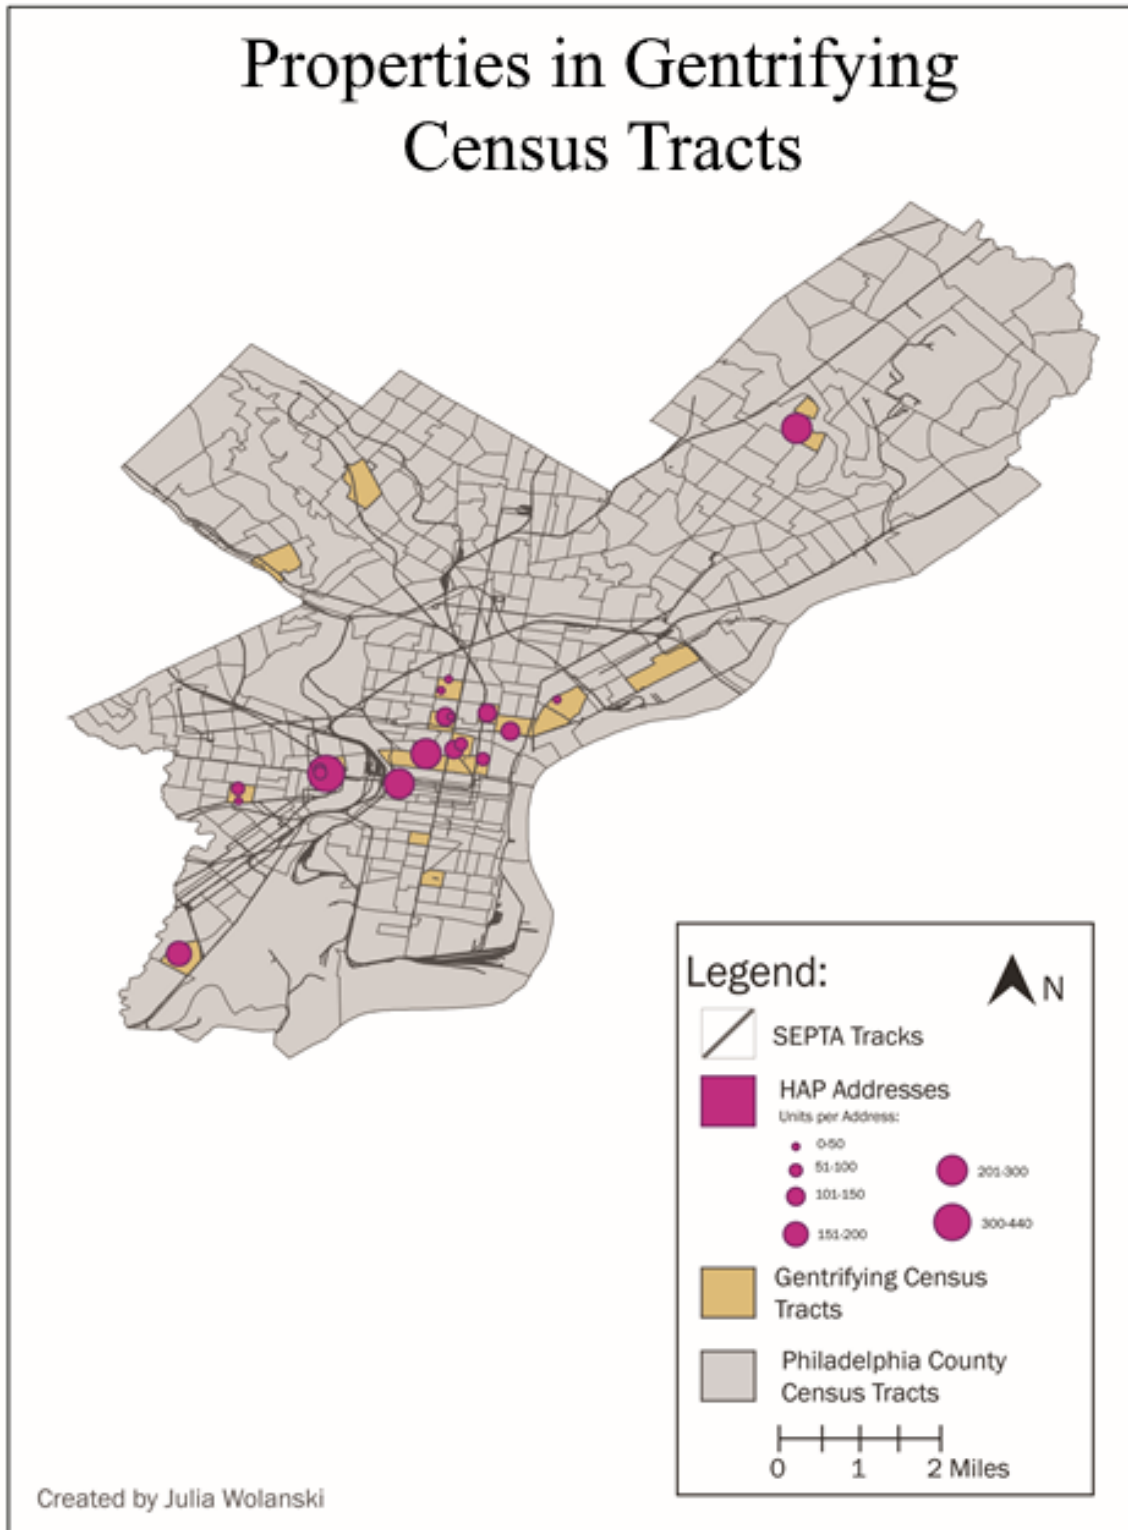 Properties in Gentrifying
Census Tracts
Legend:
N
SEPTA Tracks
HAP Addresses
Units per Address:
0-50
51-100
101-150
151-200
201-300
300-440
Gentrifying Census
Tracts
Philadelphia County
Census Tracts
0 1 2 Miles
Created by Julia Wolanski